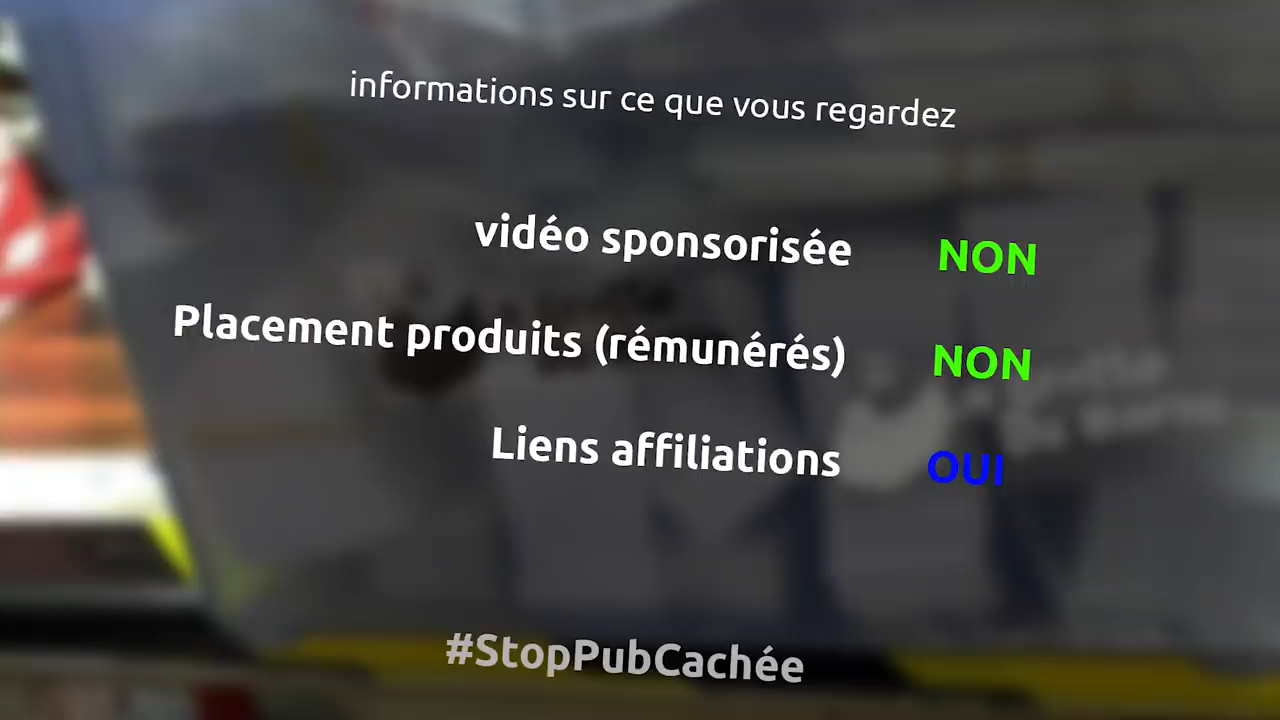 informations sur ce que vous regardez
vidéo sponsorisée NON
Placement produits (rémunérés) NON
Liens affiliations OUI
#StopPubCachée